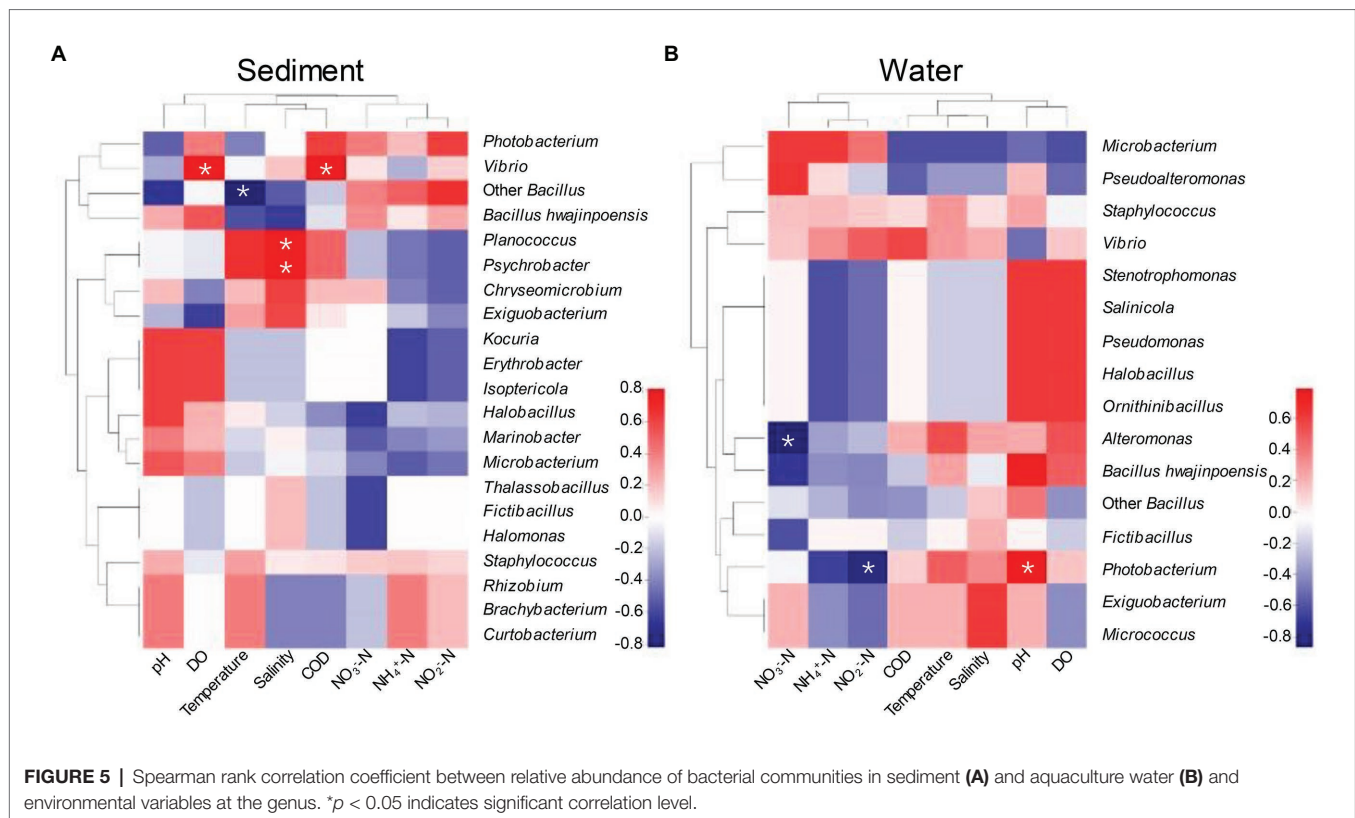 A
Sediment
Photobacterium
Vibrio
Other Bacillus
Bacillus hwajinpoensis
Planococcus
Psychrobacter
Chryseomicrobium
Exiguobacterium
Kocuria
Erythrobacter
Isoptericola
Halobacillus
Marinobacter
Microbacterium
Thalassobacillus
Fictibacillus
Halomonas
Staphylococcus
Rhizobium
Brachybacterium
Curtobacterium
* *
*
*
*
0.8
0.6
0.4
0.2
0.0
-0.2
-0.4
-0.6
-0.8
pH DO Temperature Salinity COD NO₃⁻-N NH₄⁺-N NO₂⁻-N
B
Water
Microbacterium
Pseudoalteromonas
Staphylococcus
Vibrio
Stenotrophomonas
Salinicola
Pseudomonas
Halobacillus
Ornithinibacillus
Alteromonas
Bacillus hwajinpoensis
Other Bacillus
Fictibacillus
Photobacterium
Exiguobacterium
Micrococcus
*
* *
0.6
0.4
0.2
0.0
-0.2
-0.4
-0.6
-0.8
NO₃⁻-N NH₄⁺-N NO₂⁻-N COD Temperature Salinity pH DO
FIGURE 5 | Spearman rank correlation coefficient between relative abundance of bacterial communities in sediment (A) and aquaculture water (B) and
environmental variables at the genus. *p < 0.05 indicates significant correlation level.